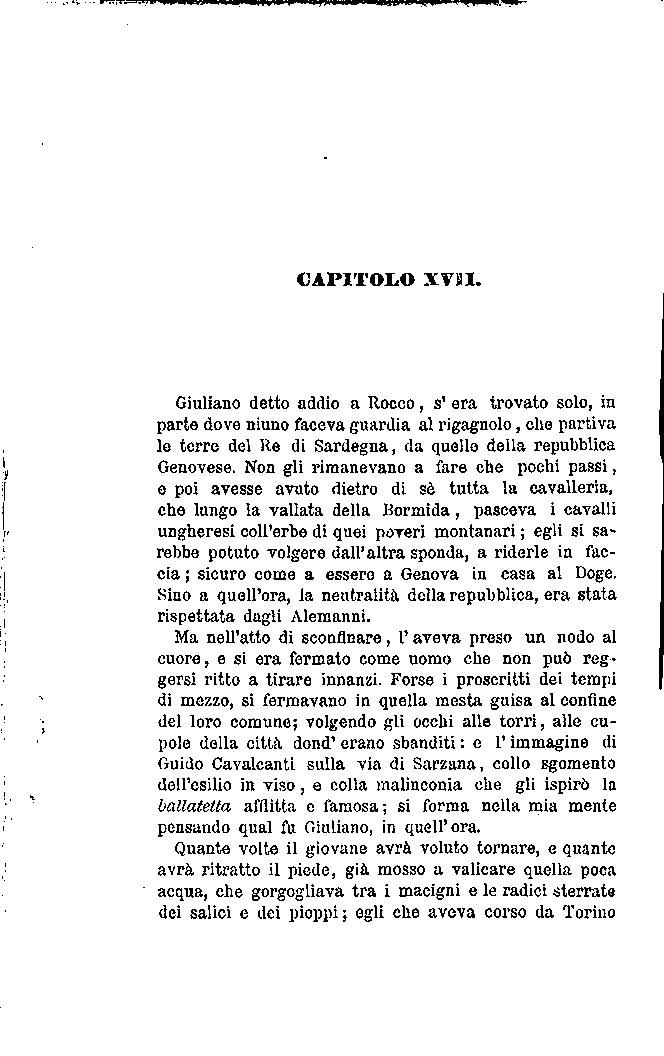 CAPITOLO XVII.
Giuliano detto addio a Rocco, s' era trovato solo, in
parte dove niuno faceva guardia al rigagnolo, che partiva
le terre del Re di Sardegna, da quelle della repubblica
Genovese. Non gli rimanevano a fare che pochi passi,
e poi avesse avuto dietro di sè tutta la cavalleria,
che lungo la vallata della Bormida, pasceva i cavalli
ungheresi coll'erbe di quei poveri montanari; egli si sa-
rebbe potuto volgere dall'altra sponda, a riderle in fac-
cia; sicuro come a essere a Genova in casa al Doge.
Sino a quell'ora, la neutralità della repubblica, era stata
rispettata dagli Alemanni.
Ma nell'atto di sconfinare, l' aveva preso un nodo al
cuore, e si era fermato come uomo che non può reg-
gersi ritto a tirare innanzi. Forse i proscritti dei tempi
di mezzo, si fermavano in quella mesta guisa al confine
del loro comune; volgendo gli occhi alle torri, alle cu-
pole della città dond' erano sbanditi: e l' immagine di
Guido Cavalcanti sulla via di Sarzana, collo sgomento
dell'esilio in viso, e colla malinconia che gli ispirò la
ballatetta afflitta e famosa; si forma nella mia mente
pensando qual fu Giuliano, in quell' ora.
Quante volte il giovane avrà voluto tornare, e quante
avrà ritratto il piede, già mosso a valicare quella poca
acqua, che gorgogliava tra i macigni e le radici sterrate
dei salici e dei pioppi; egli che aveva corso da Torino